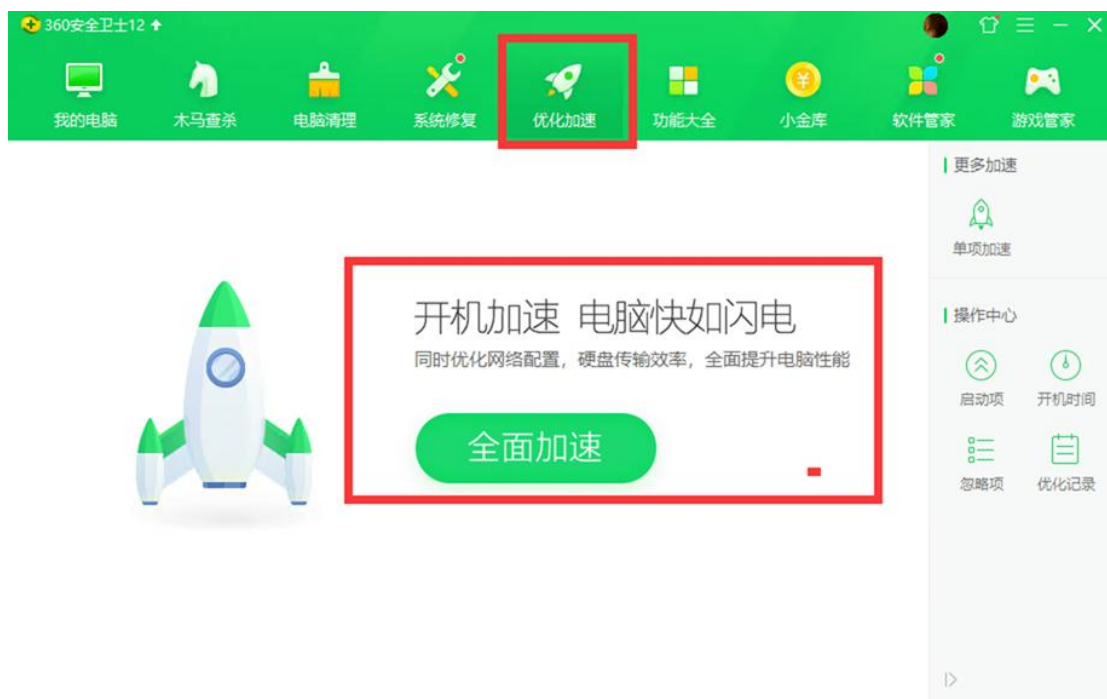 360安全卫士12
我的电脑
木马查杀
电脑清理
系统修复
优化加速
功能大全
小金库
软件管家
游戏管家
开机加速 电脑快如闪电
同时优化网络配置，硬盘传输效率，全面提升电脑性能
全面加速
更多加速
单项加速
操作中心
启动项
开机时间
忽略项
优化记录